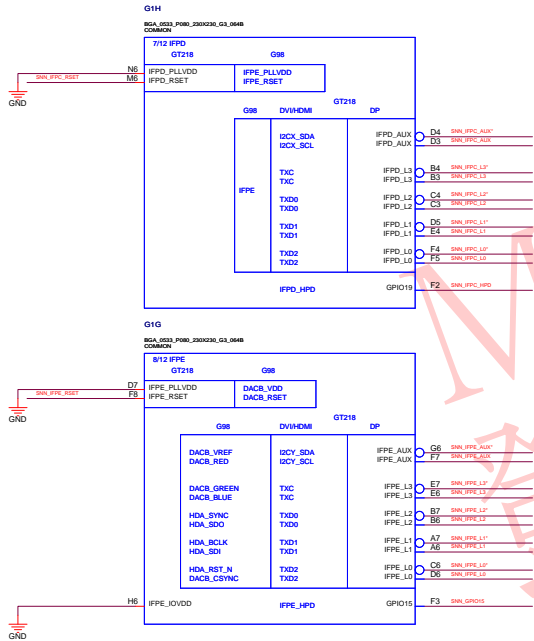 G1H
BGA_0533_P080_230X230_G3_064B
COMMON
7/12 IFPD
GT218 G98
N6 IFPD_PLLVDD IFPE_PLLVDD
SNN_IFPC_RSET M6 IFPD_RSET IFPE_RSET
GND
GT218
G98 DVI/HDMI DP
I2CX_SDA IFPD_AUX D4 SNN_IFPC_AUX*
I2CX_SCL IFPD_AUX D3 SNN_IFPC_AUX
TXC IFPD_L3 B4 SNN_IFPC_L3*
TXC IFPD_L3 B3 SNN_IFPC_L3
IFPE
TXD0 IFPD_L2 C4 SNN_IFPC_L2*
TXD0 IFPD_L2 C3 SNN_IFPC_L2
TXD1 IFPD_L1 D5 SNN_IFPC_L1*
TXD1 IFPD_L1 E4 SNN_IFPC_L1
TXD2 IFPD_L0 F4 SNN_IFPC_L0*
TXD2 IFPD_L0 F5 SNN_IFPC_L0
IFPD_HPD GPIO19 F2 SNN_IFPC_HPD
G1G
BGA_0533_P080_230X230_G3_064B
COMMON
8/12 IFPE
GT218 G98
D7 IFPE_PLLVDD DACB_VDD
SNN_IFPE_RSET F8 IFPE_RSET DACB_RSET
GND
GT218
G98 DVI/HDMI DP
DACB_VREF I2CY_SDA IFPE_AUX G6 SNN_IFPE_AUX*
DACB_RED I2CY_SCL IFPE_AUX F7 SNN_IFPE_AUX
DACB_GREEN TXC IFPE_L3 E7 SNN_IFPE_L3*
DACB_BLUE TXC IFPE_L3 E6 SNN_IFPE_L3
HDA_SYNC TXD0 IFPE_L2 B7 SNN_IFPE_L2*
HDA_SDO TXD0 IFPE_L2 B6 SNN_IFPE_L2
HDA_BCLK TXD1 IFPE_L1 A7 SNN_IFPE_L1*
HDA_SDI TXD1 IFPE_L1 A6 SNN_IFPE_L1
HDA_RST_N TXD2 IFPE_L0 C6 SNN_IFPE_L0*
DACB_CSYNC TXD2 IFPE_L0 D6 SNN_IFPE_L0
H6 IFPE_IOVDD IFPE_HPD GPIO15 F3 SNN_GPIO15
GND